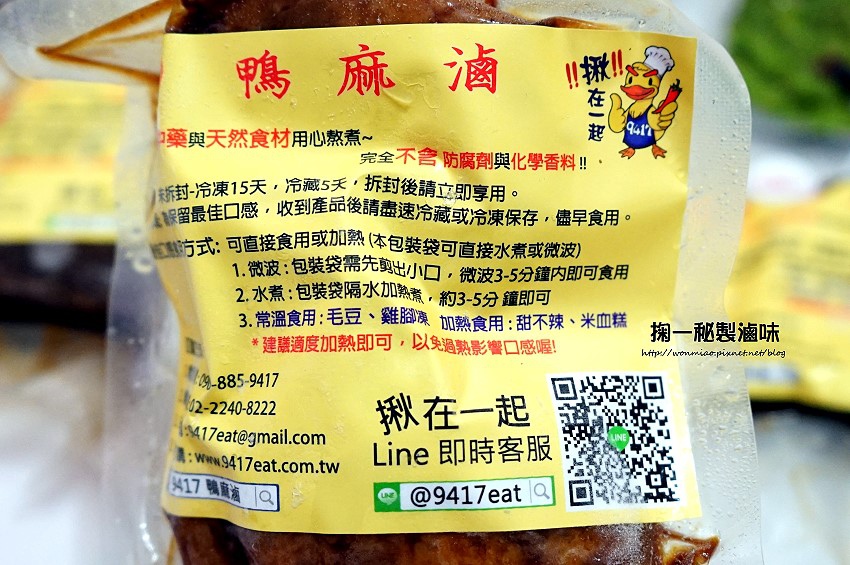 鴨麻滷
!!揪在一起!!
9417
中藥與天然食材用心熬煮~
完全不含防腐劑與化學香料!!
未拆封-冷凍15天，冷藏5天，拆封後請立即享用。
保留最佳口感，收到產品後請盡速冷藏或冷凍保存，儘早食用。
方式: 可直接食用或加熱(本包裝袋可直接水煮或微波)
1.微波:包裝袋需先剪出小口，微波3-5分鐘内即可食用
2.水煮:包裝袋隔水加熱煮，約3-5分 鐘即可
3.常溫食用:毛豆、雞腳凍 加熱食用:甜不辣、米血糕
*建議適度加熱即可，以免過熱影響口感喔!
掬一秘製滷味
http://wonmiao.pixnet.net/blog
:090-885-9417
02-2240-8222
:9417eat@gmail.com
:www.9417eat.com.tw
9417 鴨麻滷
揪在一起
Line 即時客服
LINE @9417eat
LINE